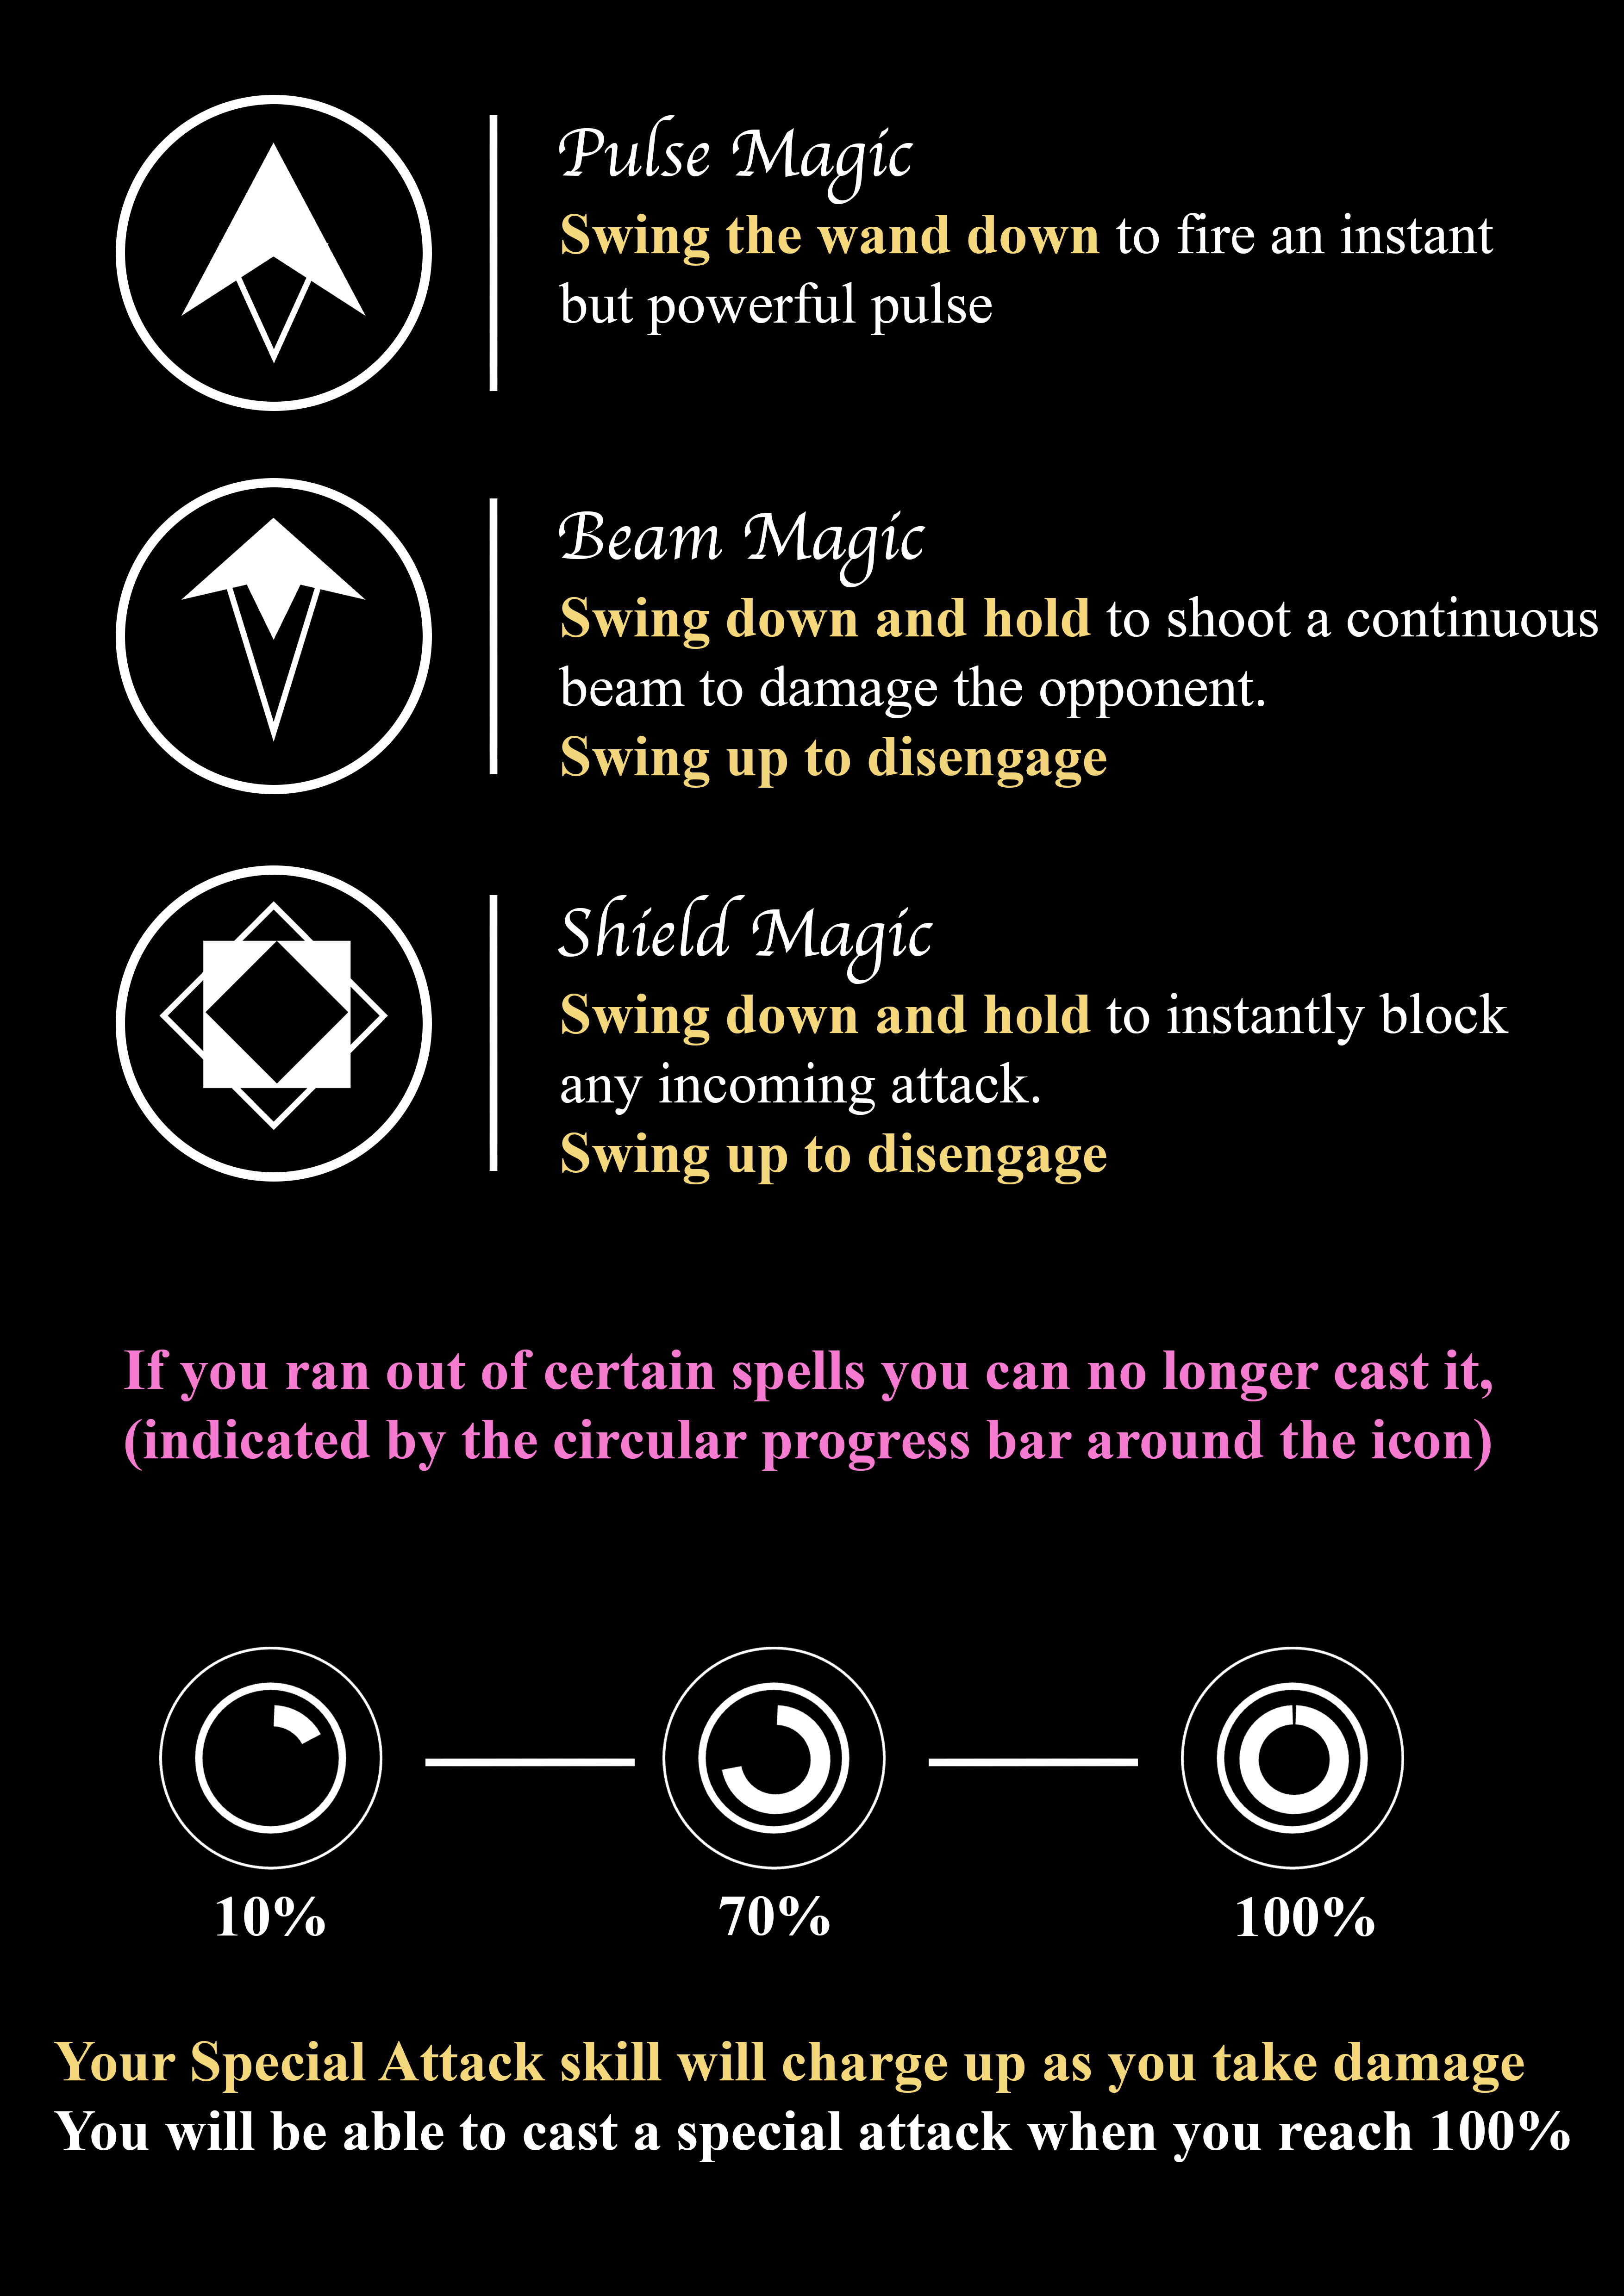 Pulse Magic
Swing the wand down to fire an instant
but powerful pulse
Beam Magic
Swing down and hold to shoot a continuous
beam to damage the opponent.
Swing up to disengage
Shield Magic
Swing down and hold to instantly block
any incoming attack.
Swing up to disengage
If you ran out of certain spells you can no longer cast it,
(indicated by the circular progress bar around the icon)
10%
70%
100%
Your Special Attack skill will charge up as you take damage
You will be able to cast a special attack when you reach 100%